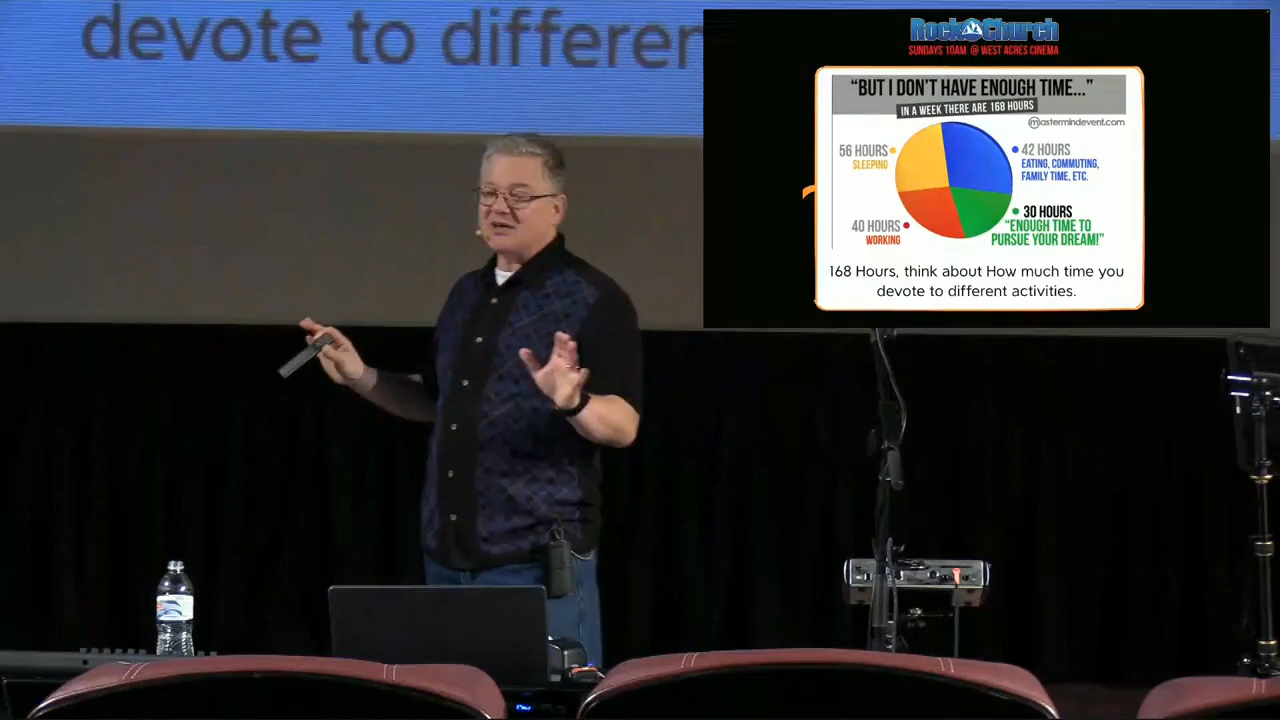 devote to differen
Rock Church
SUNDAYS 10AM @ WEST ACRES CINEMA
“BUT I DON’T HAVE ENOUGH TIME...”
IN A WEEK THERE ARE 168 HOURS
mastermindevent.com
56 HOURS
SLEEPING
42 HOURS
EATING, COMMUTING,
FAMILY TIME, ETC.
40 HOURS
WORKING
30 HOURS
“ENOUGH TIME TO
PURSUE YOUR DREAM!”
168 Hours, think about How much time you
devote to different activities.